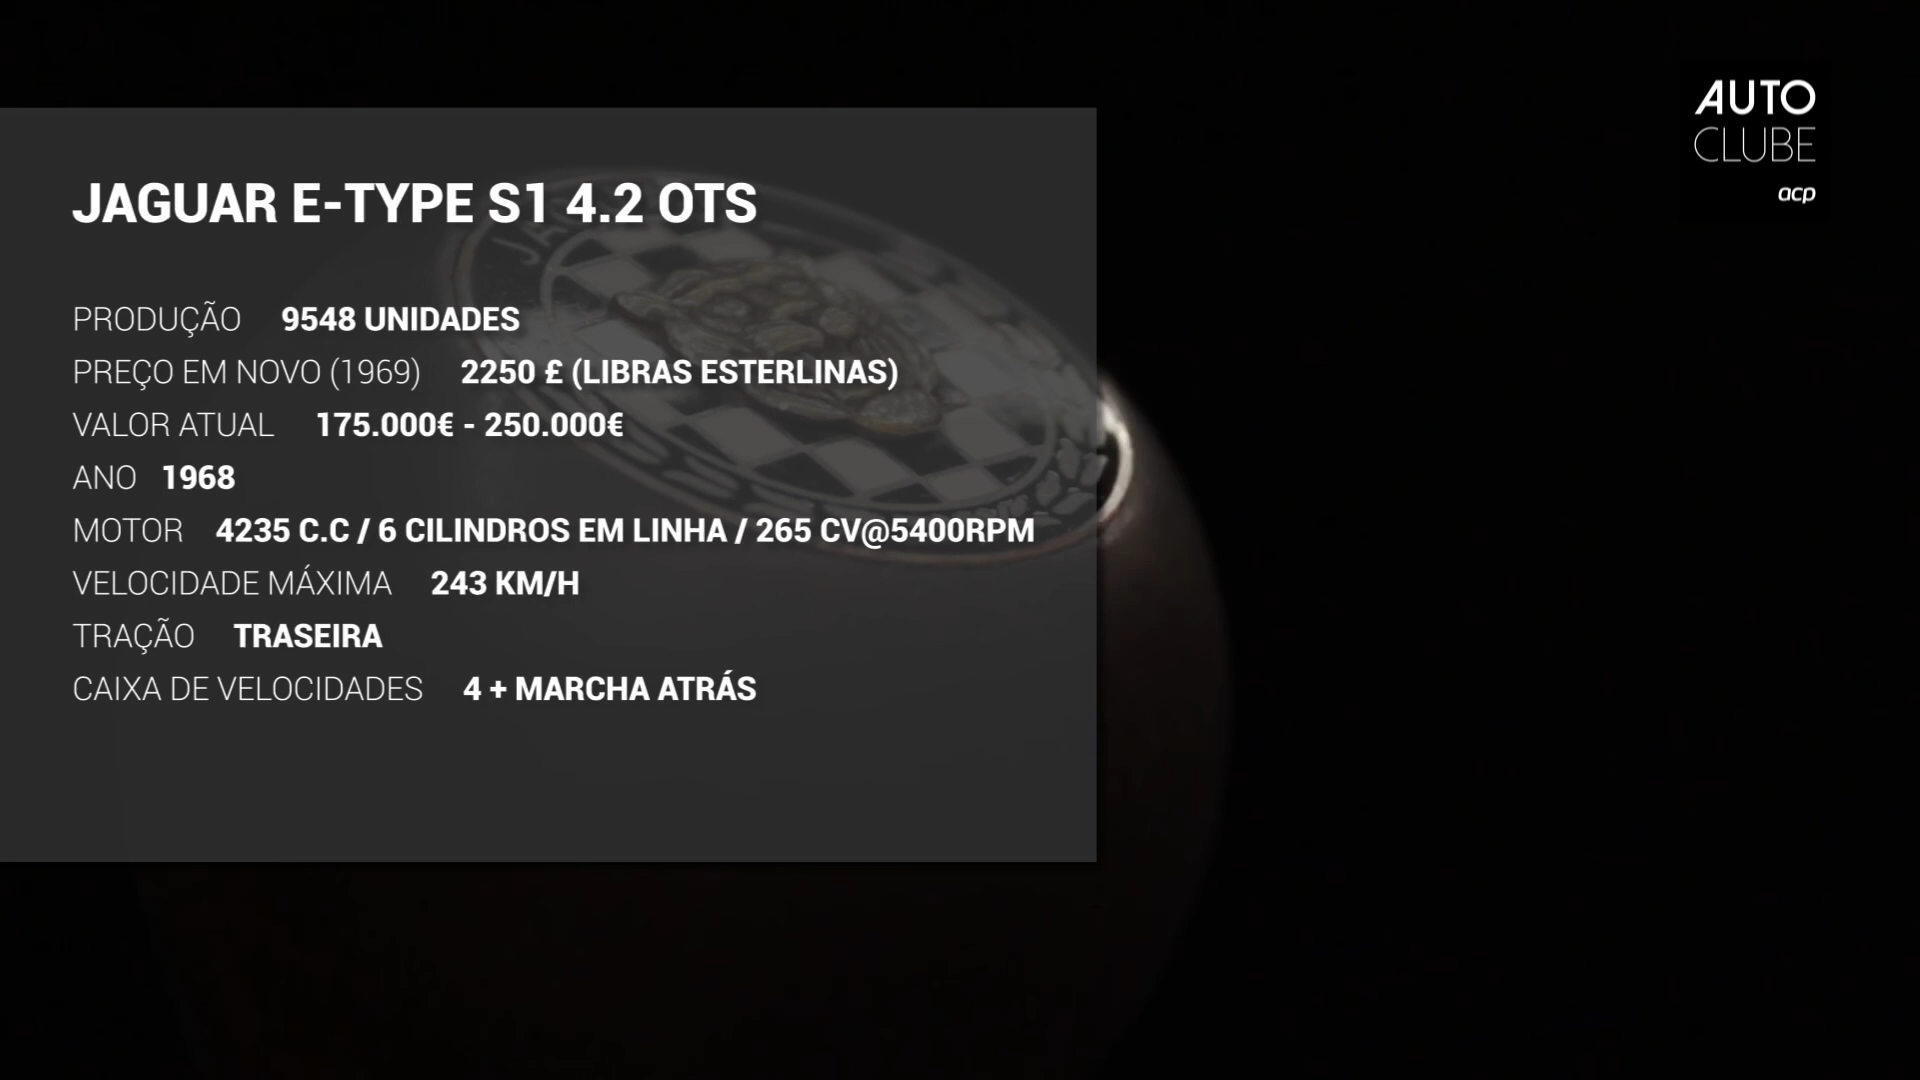 AUTO
CLUBE
acp
JAGUAR E-TYPE S1 4.2 OTS
PRODUÇÃO 9548 UNIDADES
PREÇO EM NOVO (1969) 2250 £ (LIBRAS ESTERLINAS)
VALOR ATUAL 175.000€ - 250.000€
ANO 1968
MOTOR 4235 C.C / 6 CILINDROS EM LINHA / 265 CV@5400RPM
VELOCIDADE MÁXIMA 243 KM/H
TRAÇÃO TRASEIRA
CAIXA DE VELOCIDADES 4 + MARCHA ATRÁS